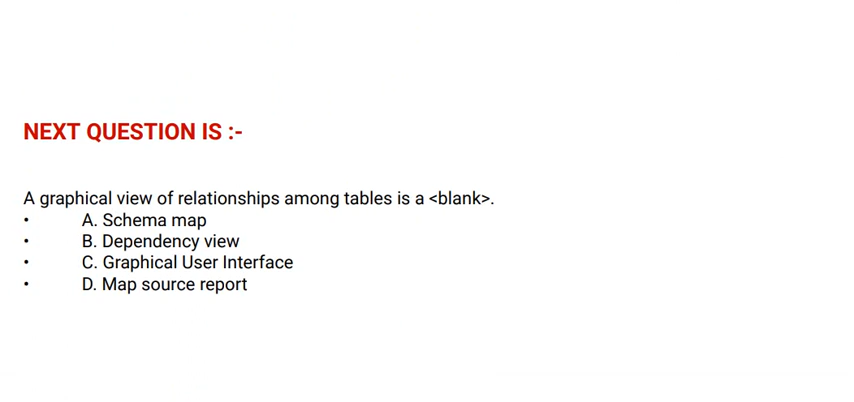 NEXT QUESTION IS :-
A graphical view of relationships among tables is a <blank>.
• A. Schema map
• B. Dependency view
• C. Graphical User Interface
• D. Map source report